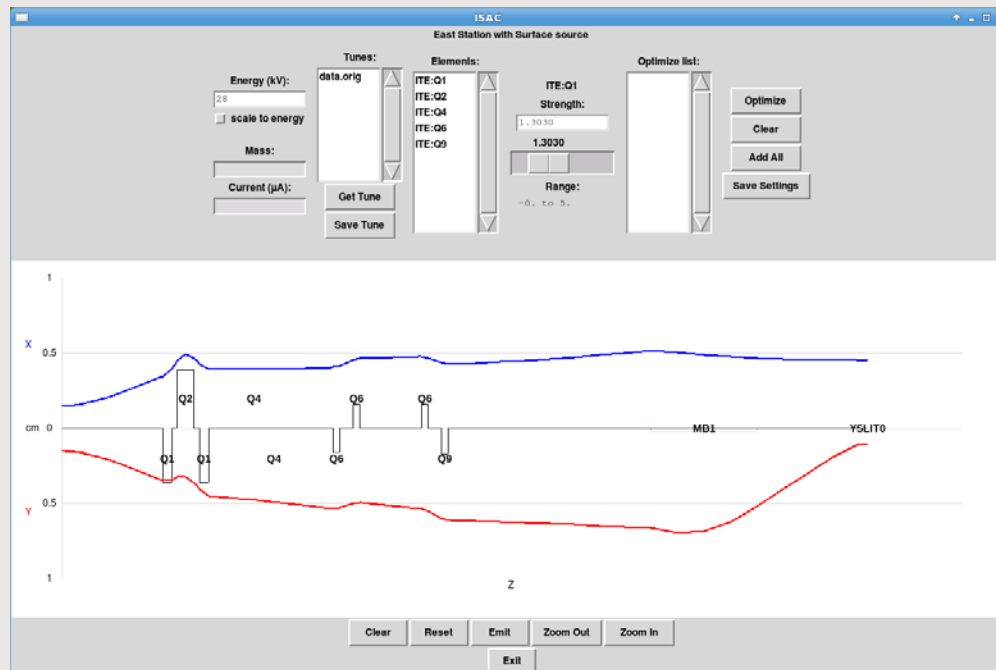 ISAC
East Station with Surface source
Tunes:
Elements:
Optimize list:
Energy (kV):
28
scale to energy
Mass:
Current (µA):
data.orig
Get Tune
Save Tune
ITE:Q1
ITE:Q2
ITE:Q4
ITE:Q6
ITE:Q9
ITE:Q1
Strength:
1.3030
1.3030
Range:
-0. to 5.
Optimize
Clear
Add All
Save Settings
1
X
0.5
Q2
Q4
Q6
Q6
cm 0
MB1
YSLIT0
Q1
Q1
Q4
Q6
Q9
0.5
Y
1
Z
Clear
Reset
Emit
Zoom Out
Zoom In
Exit